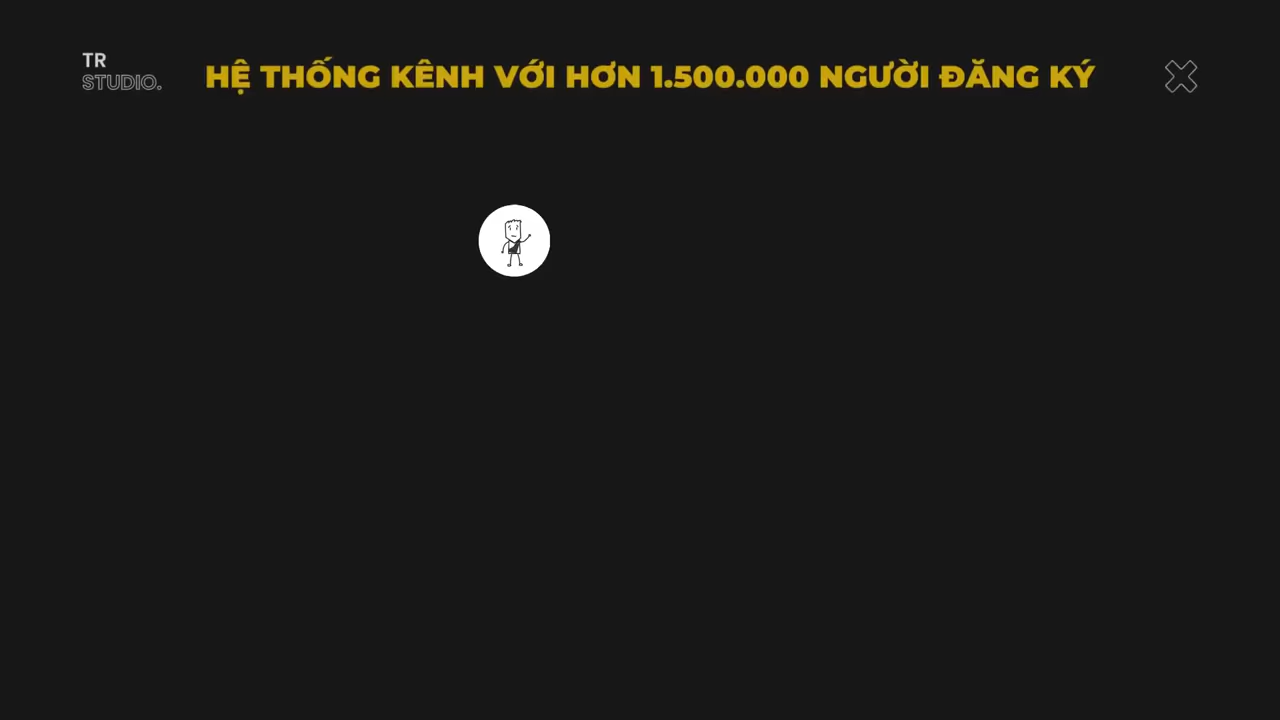 TR
STUDIO.
HỆ THỐNG KÊNH VỚI HƠN 1.500.000 NGƯỜI ĐĂNG KÝ